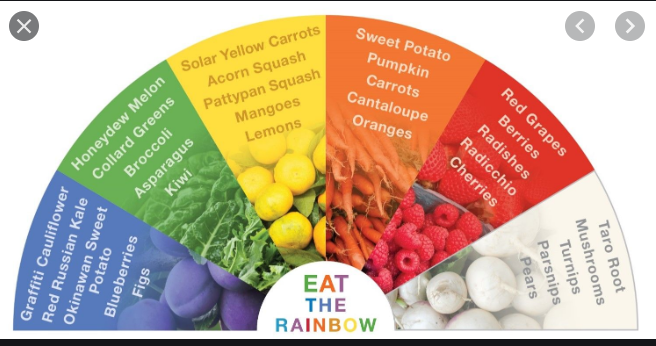 Graffiti Cauliflower
Red Russian Kale
Okinawan Sweet
Potato
Blueberries
Figs
Honeydew Melon
Collard Greens
Broccoli
Asparagus
Kiwi
Solar Yellow Carrots
Acorn Squash
Pattypan Squash
Mangoes
Lemons
Sweet Potato
Pumpkin
Carrots
Cantaloupe
Oranges
Red Grapes
Berries
Radishes
Radicchio
Cherries
Taro Root
Mushrooms
Turnips
Parsnips
Pears
EAT
THE
RAINBOW